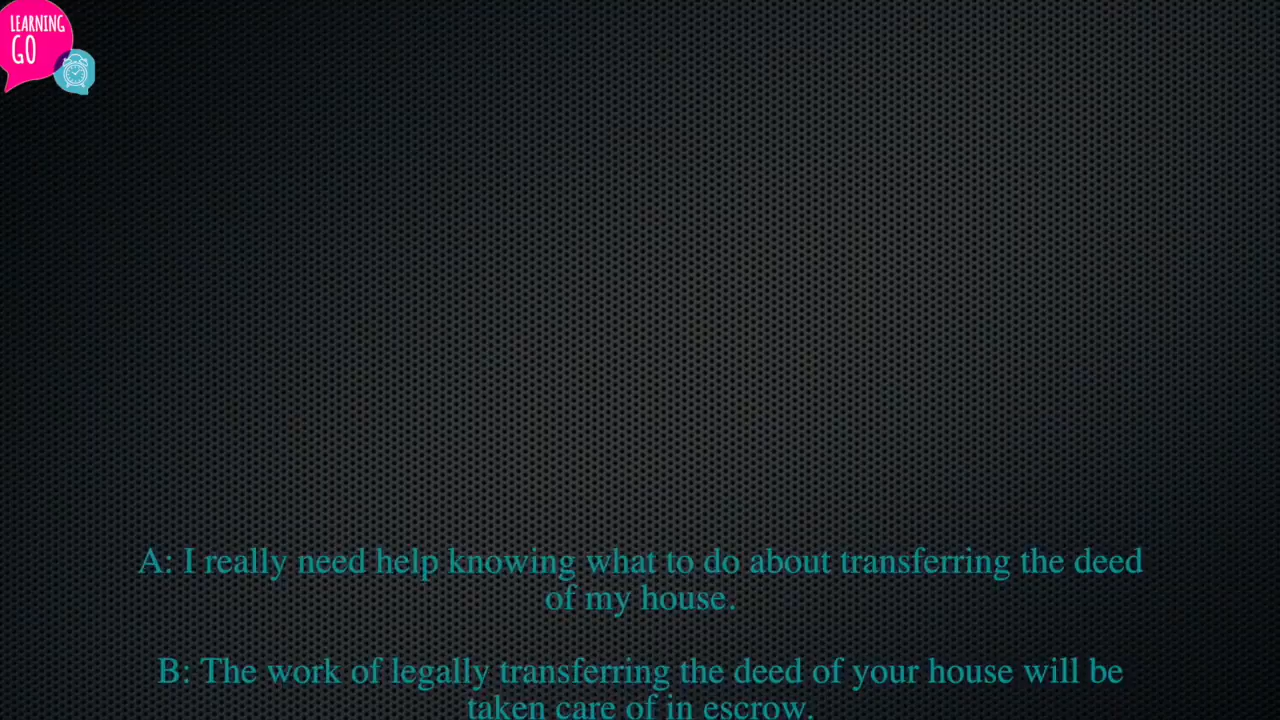 LEARNING
GO
A: I really need help knowing what to do about transferring the deed
of my house.
B: The work of legally transferring the deed of your house will be
taken care of in escrow.